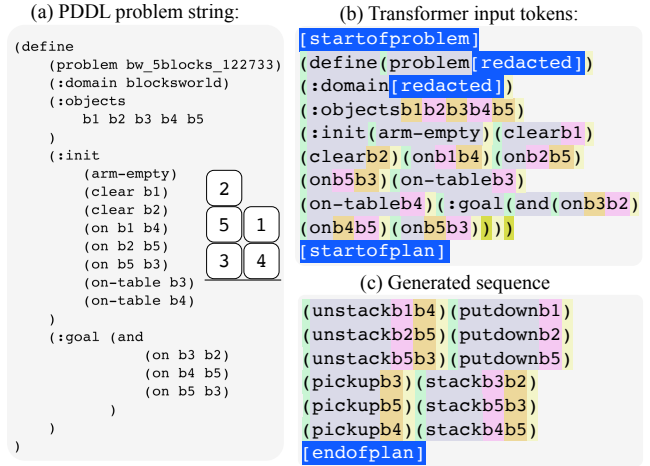 (a) PDDL problem string:
(define
(problem bw_5blocks_122733)
(:domain blocksworld)
(:objects
b1 b2 b3 b4 b5
)
(:init
(arm-empty)
(clear b1)
(clear b2)
(on b1 b4)
(on b2 b5)
(on b5 b3)
(on-table b3)
(on-table b4)
)
(:goal (and
(on b3 b2)
(on b4 b5)
(on b5 b3)
)
)
)
2
5 1
3 4
(b) Transformer input tokens:
[startofproblem]
(define(problem[redacted])
(:domain[redacted])
(:objectsb1b2b3b4b5)
(:init(arm-empty)(clearb1)
(clearb2)(onb1b4)(onb2b5)
(onb5b3)(on-tableb3)
(on-tableb4)(:goal(and(onb3b2)
(onb4b5)(onb5b3))))
[startofplan]
(c) Generated sequence
(unstackb1b4)(putdownb1)
(unstackb2b5)(putdownb2)
(unstackb5b3)(putdownb5)
(pickupb3)(stackb3b2)
(pickupb5)(stackb5b3)
(pickupb4)(stackb4b5)
[endofplan]